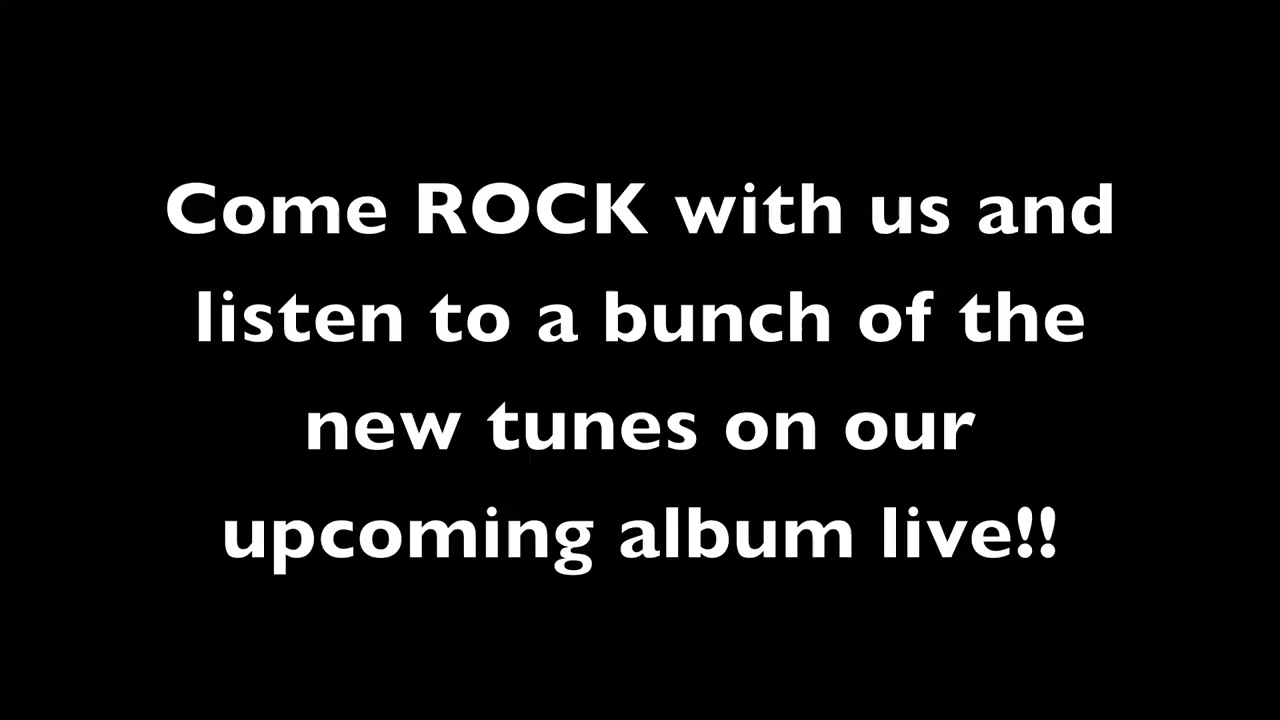 Come ROCK with us and
listen to a bunch of the
new tunes on our
upcoming album live!!